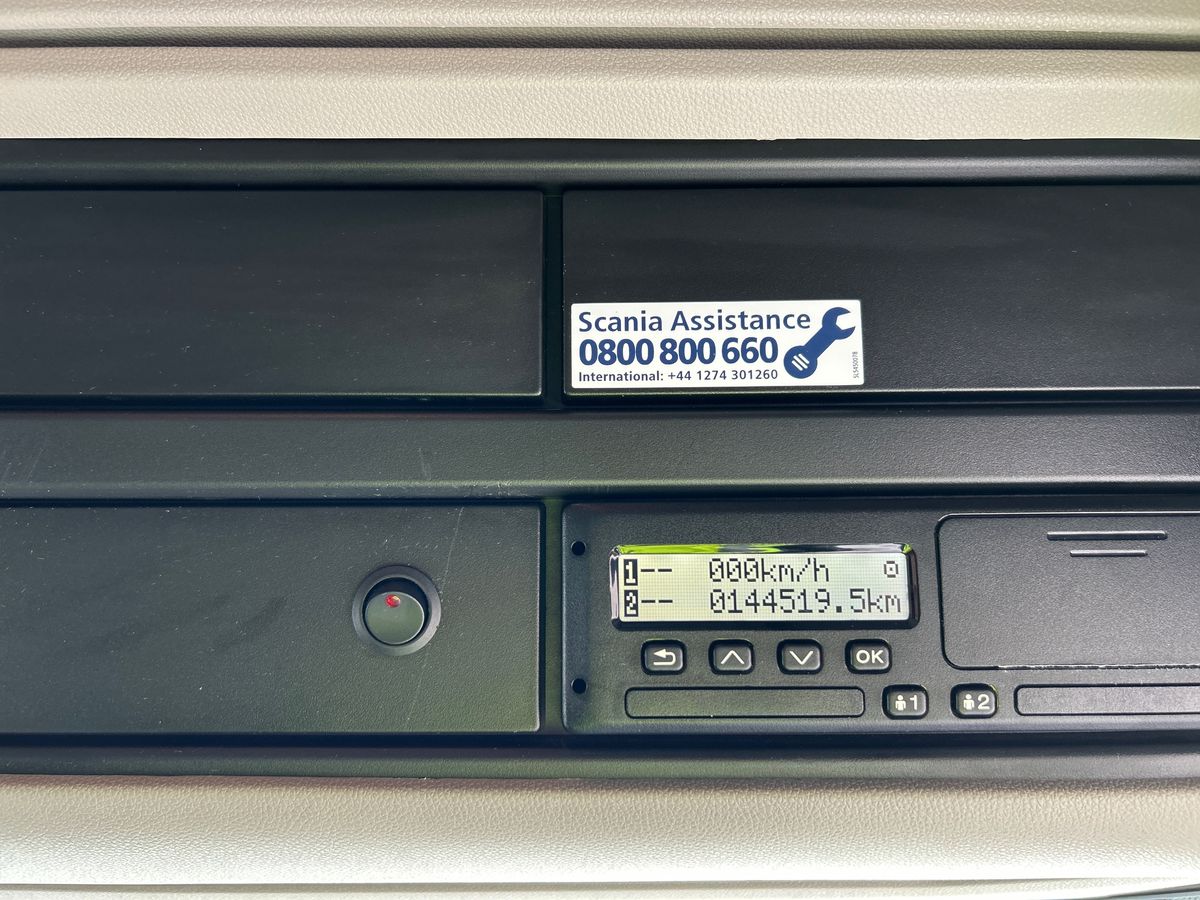 Scania Assistance
0800 800 660
International: +44 1274 301260
1-- 000km/h
2-- 0144519.5km
OK
1
2